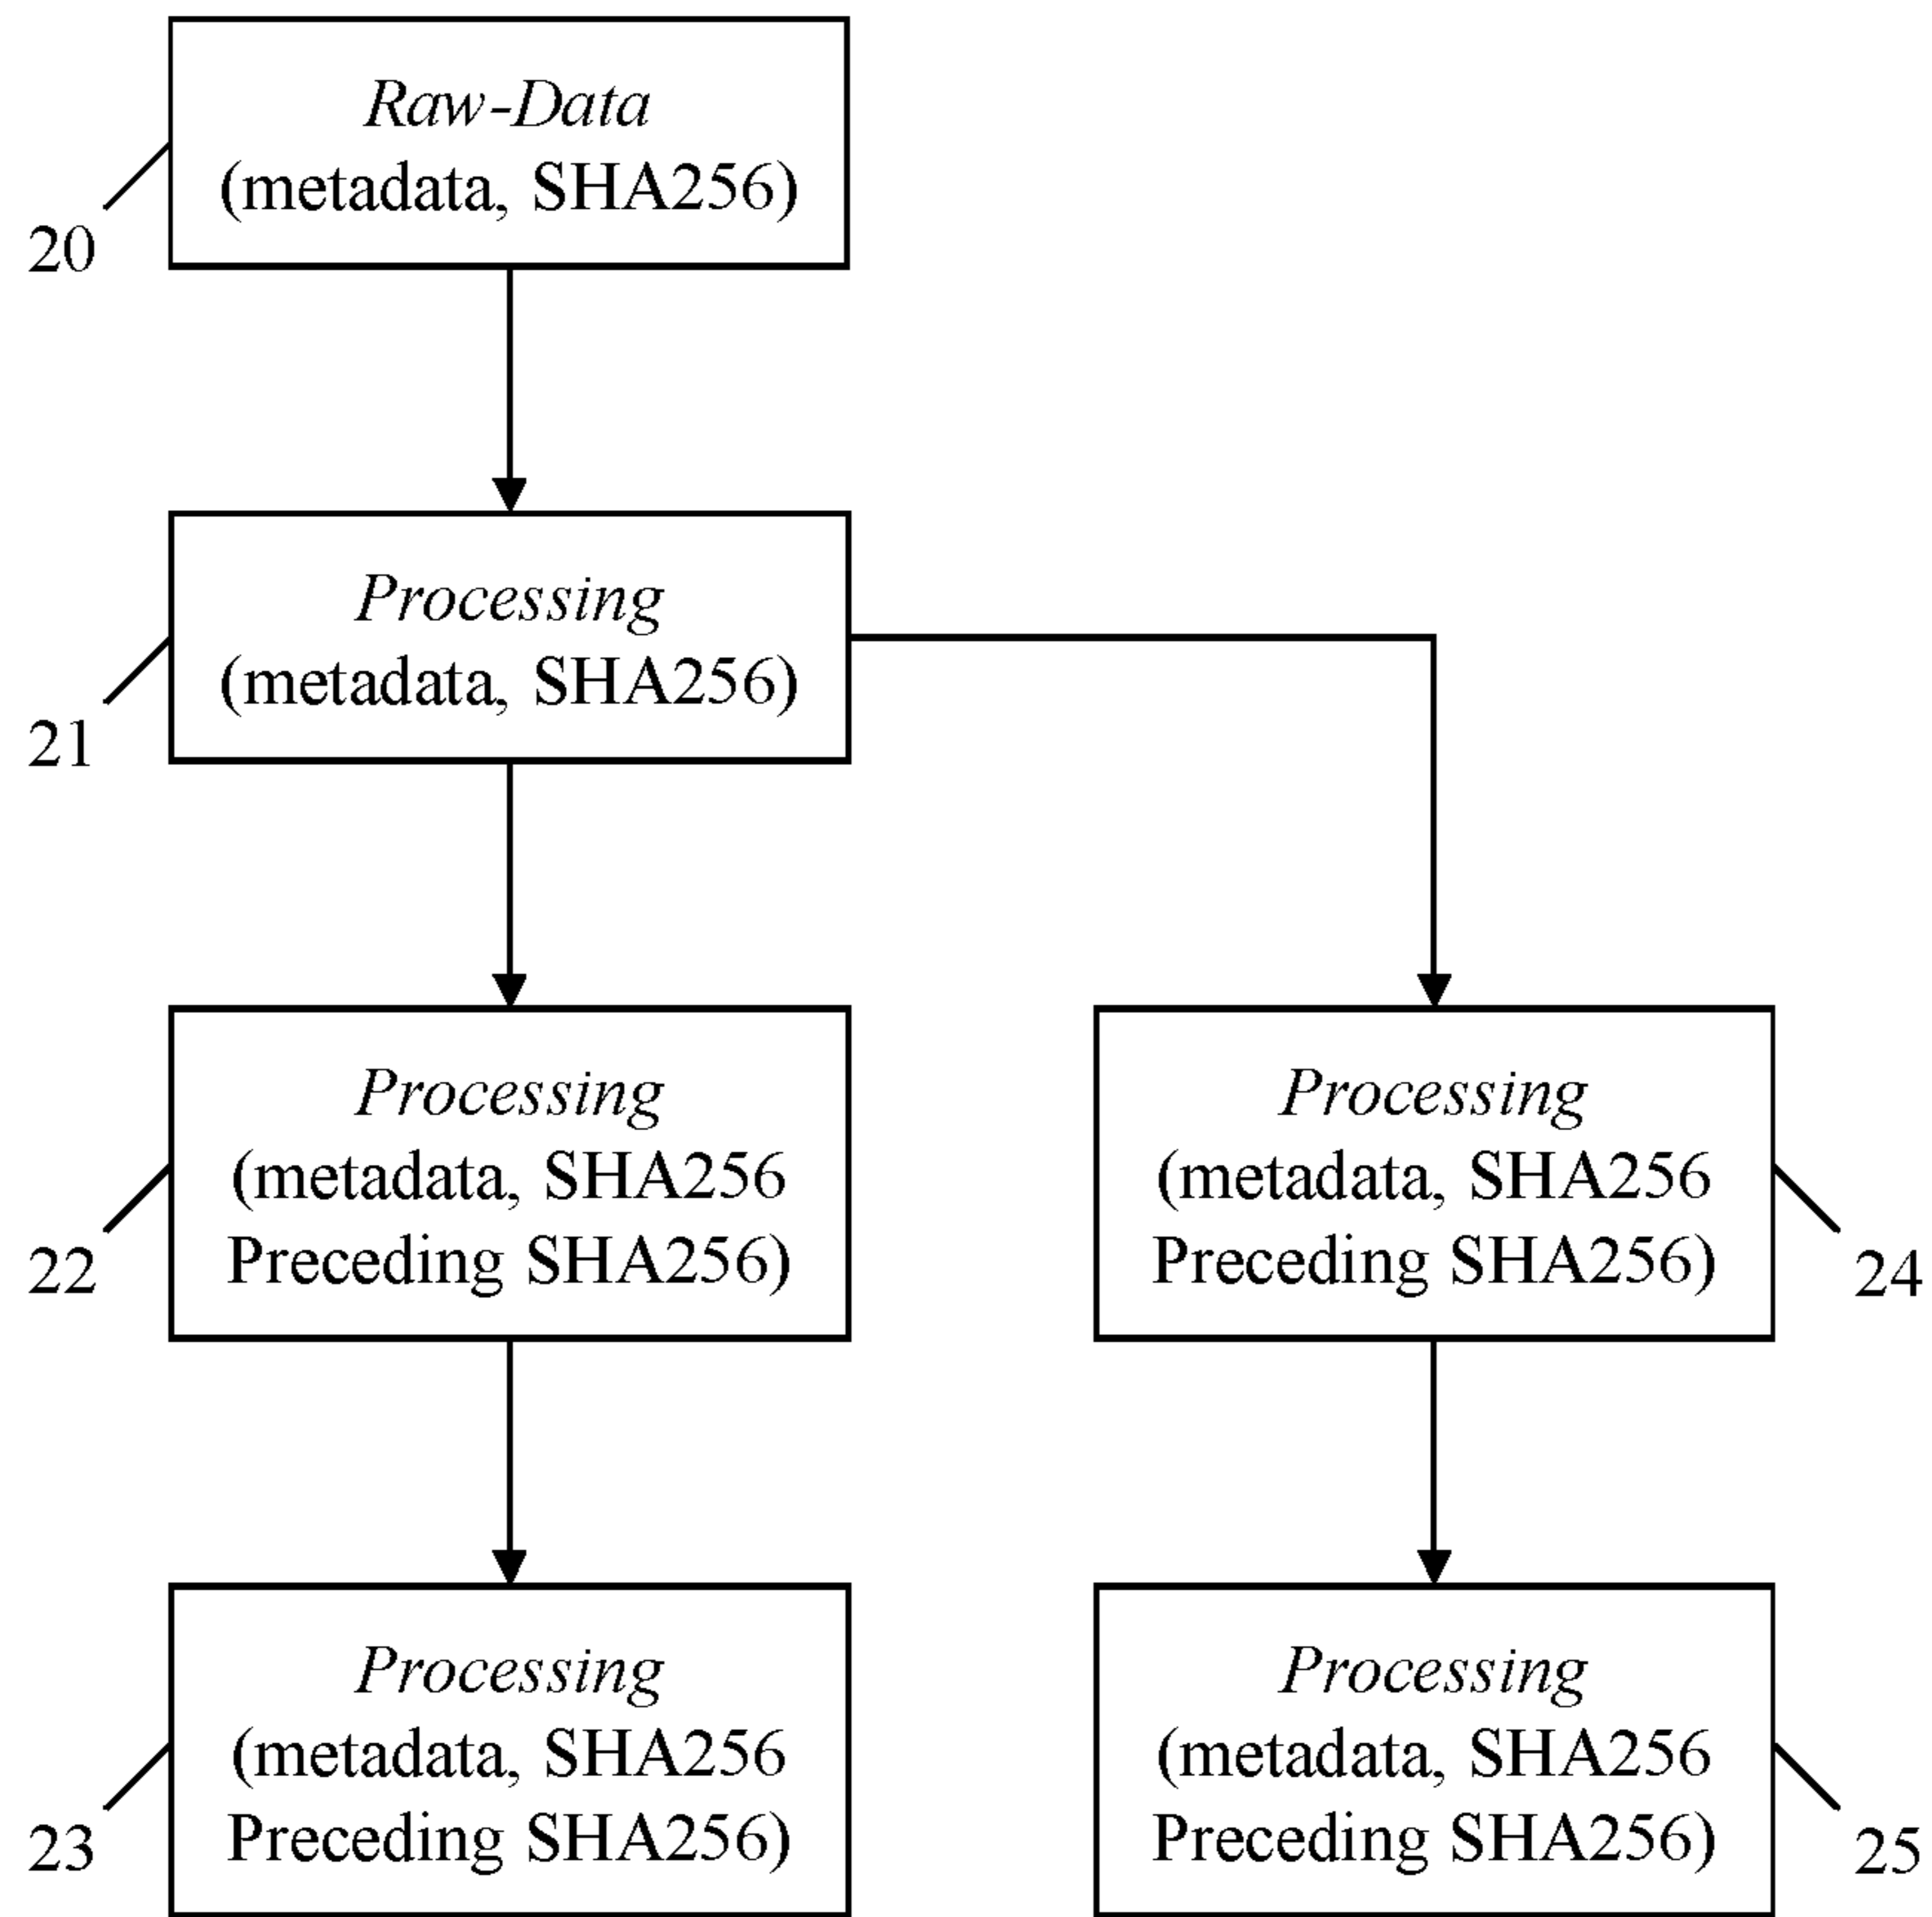 Raw-Data
(metadata, SHA256)
20
Processing
(metadata, SHA256)
21
Processing
(metadata, SHA256
Preceding SHA256)
22
Processing
(metadata, SHA256
Preceding SHA256)
24
Processing
(metadata, SHA256
Preceding SHA256)
23
Processing
(metadata, SHA256
Preceding SHA256)
25